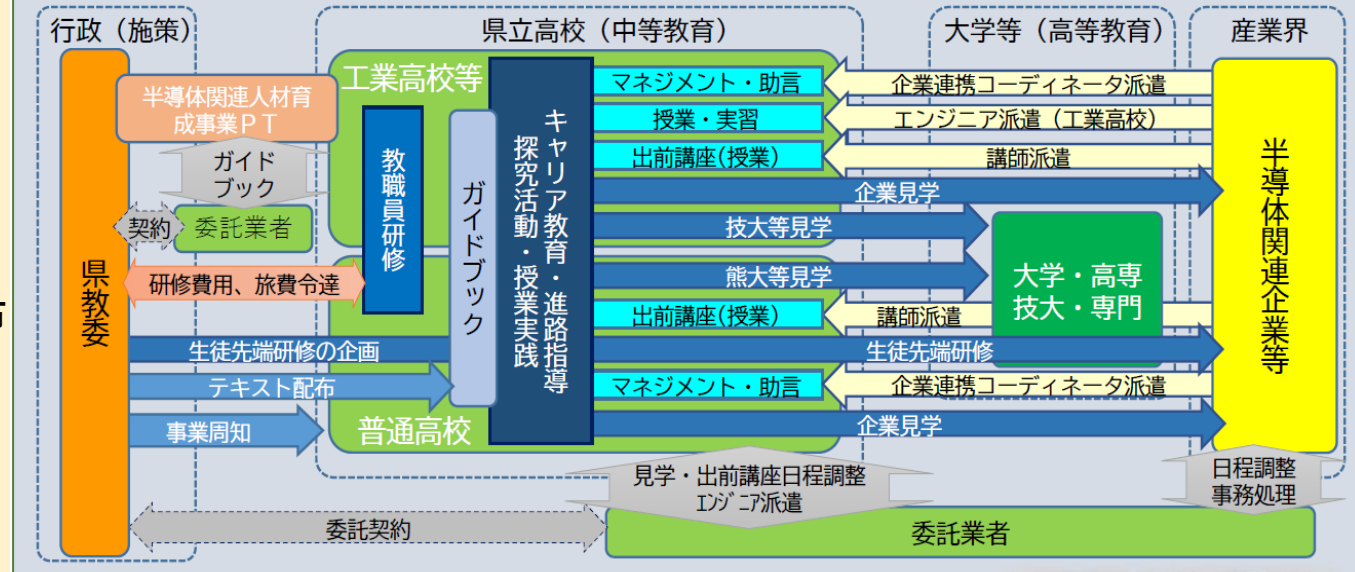 行政（施策）
県立高校（中等教育）
大学等（高等教育）
産業界
県教委
半導体関連人材育
成事業ＰＴ
ガイド
ブック
契約
委託業者
研修費用、旅費令達
生徒先端研修の企画
テキスト配布
事業周知
工業高校等
教職員研修
ガイドブック
キャリア教育・進路指導
探究活動・授業実践
普通高校
マネジメント・助言
企業連携コーディネータ派遣
授業・実習
エンジニア派遣（工業高校）
出前講座(授業)
講師派遣
企業見学
技大等見学
熊大等見学
大学・高専
技大・専門
出前講座(授業)
講師派遣
生徒先端研修
マネジメント・助言
企業連携コーディネータ派遣
企業見学
半導体関連企業等
見学・出前講座日程調整
ｴﾝｼﾞﾆｱ派遣
日程調整
事務処理
委託契約
委託業者